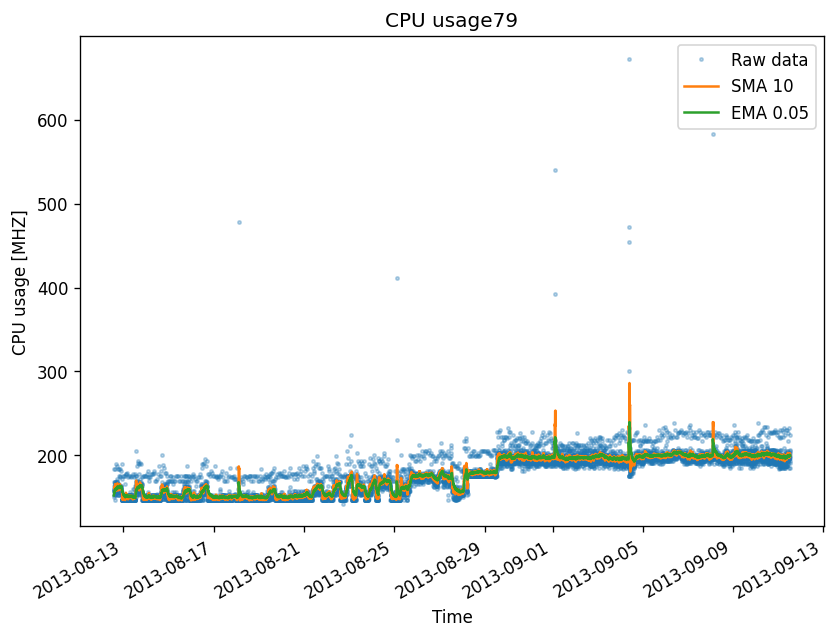 CPU usage79
Raw data
SMA 10
EMA 0.05
CPU usage [MHZ]
600
500
400
300
200
2013-08-13
2013-08-17
2013-08-21
2013-08-25
2013-08-29
2013-09-01
2013-09-05
2013-09-09
2013-09-13
Time